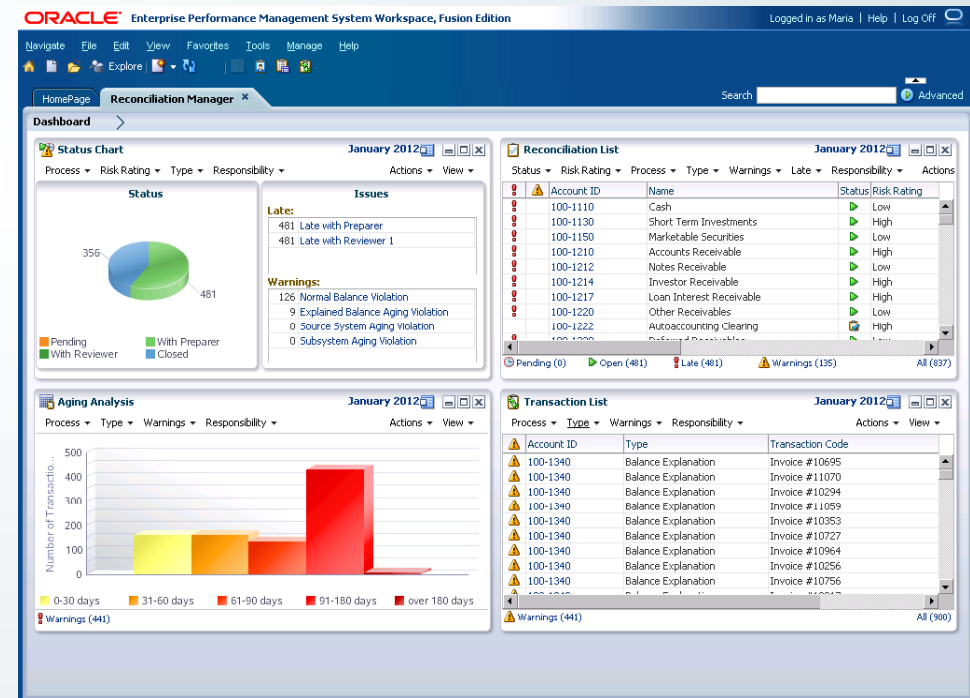 ORACLE Enterprise Performance Management System Workspace, Fusion Edition
Logged in as Maria | Help | Log Off
Navigate File Edit View Favorites Tools Manage Help
Explore
HomePage Reconciliation Manager
Search Advanced
Dashboard
Status Chart January 2012
Process Risk Rating Type Responsibility Actions View
Status
356
481
Pending With Preparer
With Reviewer Closed
Issues
Late:
481 Late with Preparer
481 Late with Reviewer 1
Warnings:
126 Normal Balance Violation
9 Explained Balance Aging Violation
0 Source System Aging Violation
0 Subsystem Aging Violation
Reconciliation List January 2012
Status Risk Rating Process Type Warnings Late Responsibility Actions
Account ID Name Status Risk Rating
100-1110 Cash Low
100-1130 Short Term Investments High
100-1150 Marketable Securities Low
100-1210 Accounts Receivable High
100-1212 Notes Receivable Low
100-1214 Investor Receivable High
100-1217 Loan Interest Receivable High
100-1220 Other Receivables Low
100-1222 Autoaccounting Clearing High
Pending (0) Open (481) Late (481) Warnings (135) All (837)
Aging Analysis January 2012
Process Type Warnings Responsibility Actions View
Number of Transactio...
500
400
300
200
100
0
0-30 days 31-60 days 61-90 days 91-180 days over 180 days
Warnings (441)
Transaction List January 2012
Process Type Warnings Responsibility Actions View
Account ID Type Transaction Code
100-1340 Balance Explanation Invoice #10695
100-1340 Balance Explanation Invoice #11070
100-1340 Balance Explanation Invoice #10294
100-1340 Balance Explanation Invoice #11059
100-1340 Balance Explanation Invoice #10353
100-1340 Balance Explanation Invoice #10727
100-1340 Balance Explanation Invoice #10964
100-1340 Balance Explanation Invoice #10256
100-1340 Balance Explanation Invoice #10756
Warnings (441) All (900)